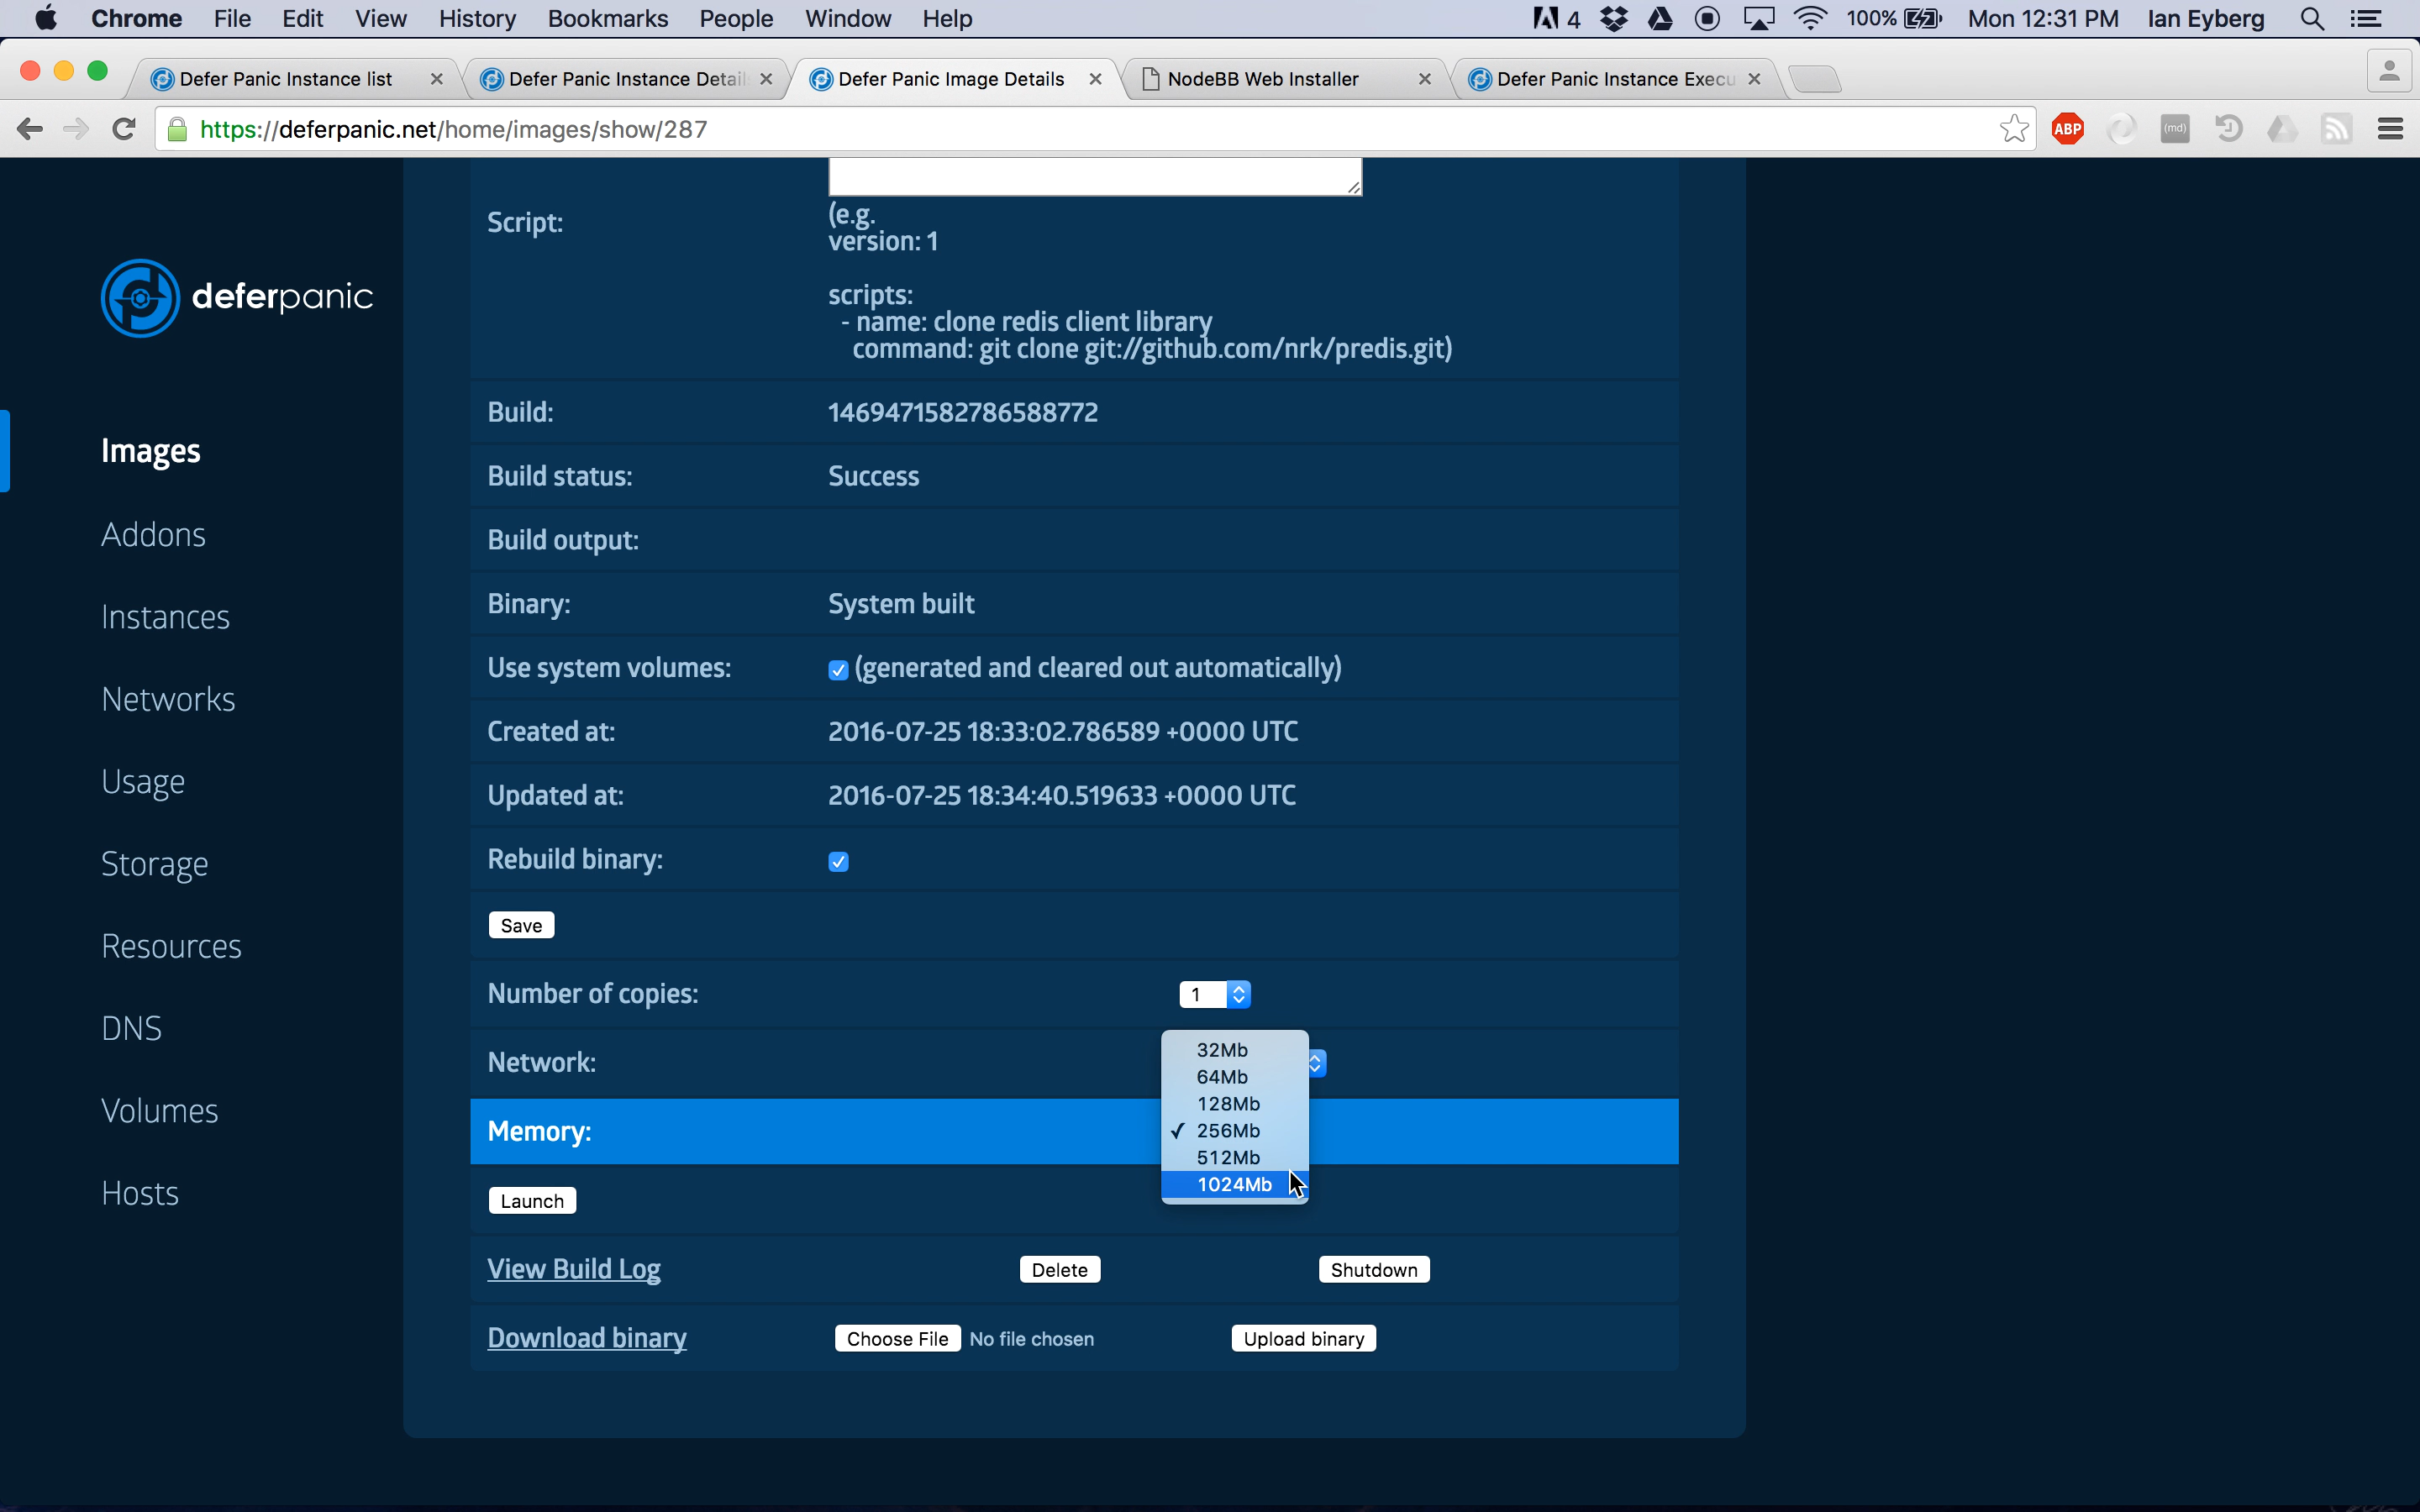 Chrome File Edit View History Bookmarks People Window Help 4 100% Mon 12:31 PM Ian Eyberg
Defer Panic Instance list Defer Panic Instance Detail Defer Panic Image Details NodeBB Web Installer Defer Panic Instance Execu
https://deferpanic.net/home/images/show/287 ABP (md)
deferpanic
Images
Addons
Instances
Networks
Usage
Storage
Resources
DNS
Volumes
Hosts
Script:
(e.g.
version: 1
scripts:
- name: clone redis client library
command: git clone git://github.com/nrk/predis.git)
Build: 1469471582786588772
Build status: Success
Build output:
Binary: System built
Use system volumes: (generated and cleared out automatically)
Created at: 2016-07-25 18:33:02.786589 +0000 UTC
Updated at: 2016-07-25 18:34:40.519633 +0000 UTC
Rebuild binary:
Save
Number of copies: 1
Network:
Memory:
32Mb
64Mb
128Mb
✓ 256Mb
512Mb
1024Mb
Launch
View Build Log Delete Shutdown
Download binary Choose File No file chosen Upload binary